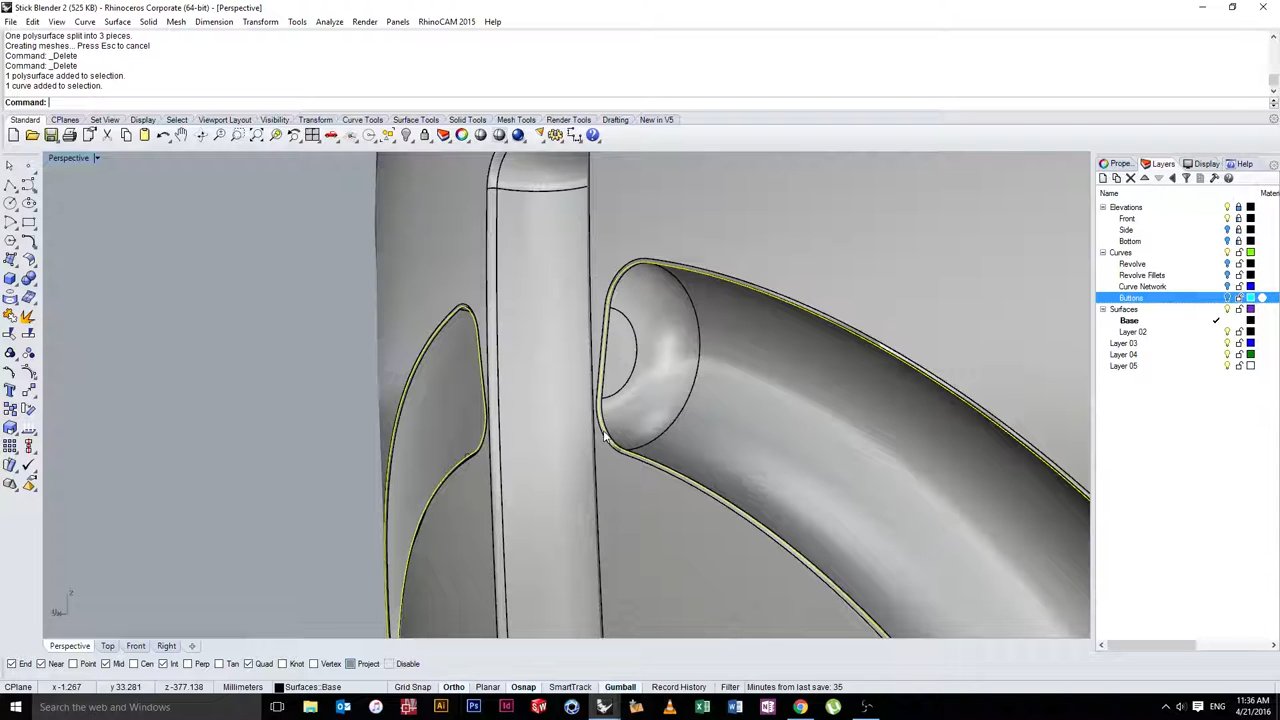 Stick Blender 2 (525 KB) - Rhinoceros Corporate (64-bit) - [Perspective]
File Edit View Curve Surface Solid Mesh Dimension Transform Tools Analyze Render Panels RhinoCAM 2015 Help
One polysurface split into 3 pieces.
Creating meshes... Press Esc to cancel
Command: _Delete
Command: _Delete
1 polysurface added to selection.
1 curve added to selection.
Command:
Standard CPlanes Set View Display Select Viewport Layout Visibility Transform Curve Tools Surface Tools Solid Tools Mesh Tools Render Tools Drafting New in V5
Perspective
Prope... Layers Display Help
Name Materi
Elevations
Front
Side
Bottom
Curves
Revolve
Revolve Fillets
Curve Network
Buttons
Surfaces
Base
Layer 02
Layer 03
Layer 04
Layer 05
z
Perspective Top Front Right
End Near Point Mid Cen Int Perp Tan Quad Knot Vertex Project Disable
CPlane x -1.267 y 33.281 z -377.138 Millimeters Surfaces::Base Grid Snap Ortho Planar Osnap SmartTrack Gumball Record History Filter Minutes from last save: 35
Search the web and Windows
11:36 AM
4/21/2016